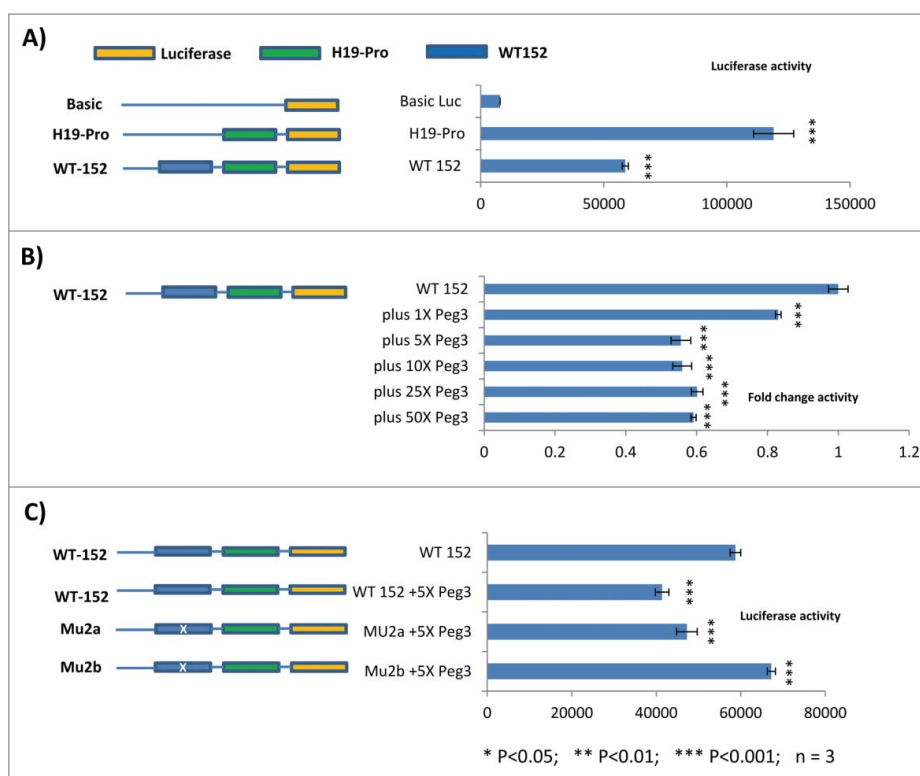 A)
Luciferase H19-Pro WT152
Luciferase activity
Basic
H19-Pro
WT-152
Basic Luc
H19-Pro ***
WT 152 ***
0 50000 100000 150000
B)
WT-152
WT 152
plus 1X Peg3 ***
plus 5X Peg3 ***
plus 10X Peg3 ***
plus 25X Peg3 ***
Fold change activity
plus 50X Peg3 ***
0 0.2 0.4 0.6 0.8 1 1.2
C)
WT-152
WT-152
Mu2a X
Mu2b X
WT 152
WT 152 +5X Peg3 ***
Luciferase activity
MU2a +5X Peg3 ***
Mu2b +5X Peg3 ***
0 20000 40000 60000 80000
* P<0.05; ** P<0.01; *** P<0.001; n = 3